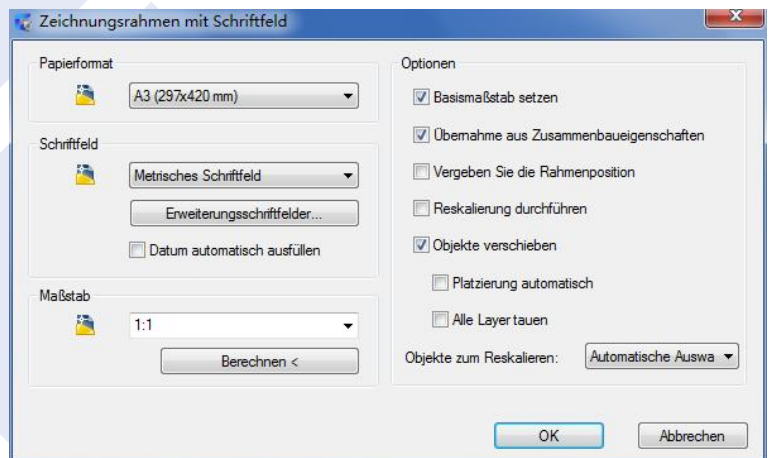 Zeichnungsrahmen mit Schriftfeld
Papierformat
A3 (297x420 mm)
Schriftfeld
Metrisches Schriftfeld
Erweiterungsschriftfelder...
Datum automatisch ausfüllen
Maßstab
1:1
Berechnen <
Optionen
Basismaßstab setzen
Übernahme aus Zusammenbaueigenschaften
Vergeben Sie die Rahmenposition
Reskalierung durchführen
Objekte verschieben
Platzierung automatisch
Alle Layer tauen
Objekte zum Reskalieren: Automatische Auswa
OK Abbrechen